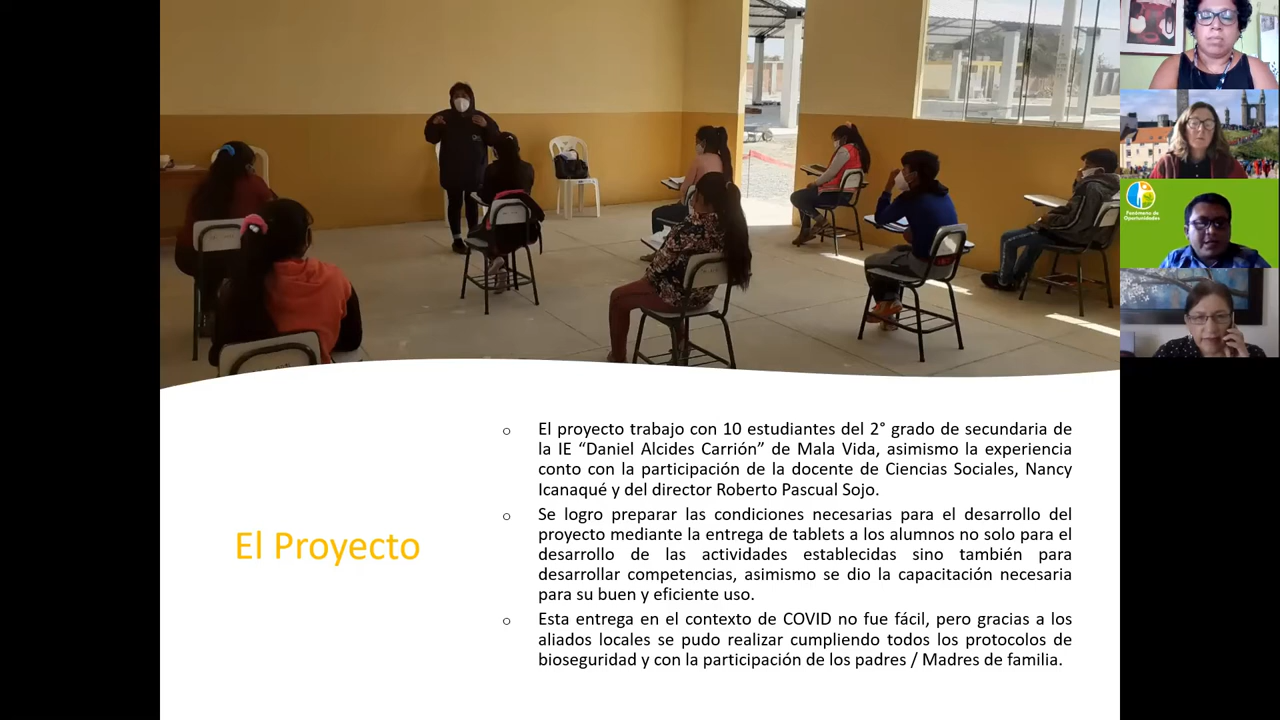 Fenómeno de
Oportunidades
El Proyecto
o El proyecto trabajo con 10 estudiantes del 2° grado de secundaria de
la IE “Daniel Alcides Carrión” de Mala Vida, asimismo la experiencia
conto con la participación de la docente de Ciencias Sociales, Nancy
Icanaqué y del director Roberto Pascual Sojo.
o Se logro preparar las condiciones necesarias para el desarrollo del
proyecto mediante la entrega de tablets a los alumnos no solo para el
desarrollo de las actividades establecidas sino también para
desarrollar competencias, asimismo se dio la capacitación necesaria
para su buen y eficiente uso.
o Esta entrega en el contexto de COVID no fue fácil, pero gracias a los
aliados locales se pudo realizar cumpliendo todos los protocolos de
bioseguridad y con la participación de los padres / Madres de familia.